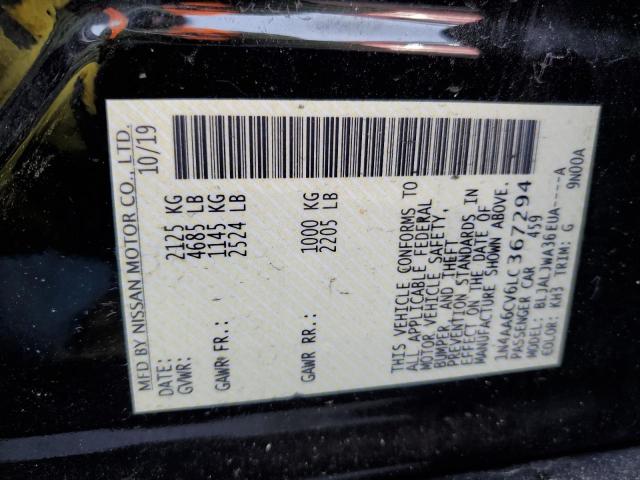 MFD BY NISSAN MOTOR CO., LTD.
DATE: 10/19
GVWR: 2125 KG
4685 LB
GAWR FR.: 1145 KG
2524 LB
GAWR RR.: 1000 KG
2205 LB
THIS VEHICLE CONFORMS TO
ALL APPLICABLE FEDERAL
MOTOR VEHICLE SAFETY,
BUMPER, AND THEFT
PREVENTION STANDARDS IN
EFFECT ON THE DATE OF
MANUFACTURE SHOWN ABOVE.
1N4AA6CV6LC367294
PASSENGER CAR 459
MODEL: BLJALJWA36EUA----A
COLOR: KH3 TRIM: G 9N00A